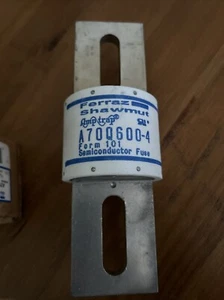 Ferraz
Shawmut
Amp-trap
A70Q600-4
Form 101
Semiconductor Fuse